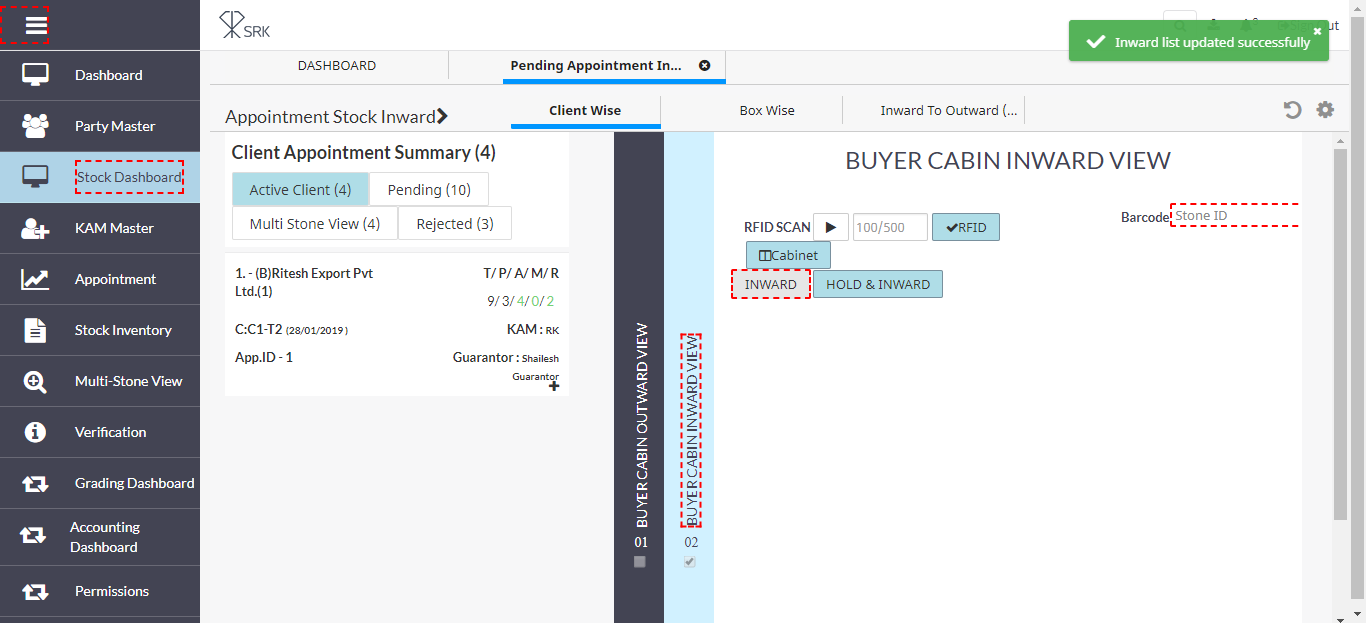 SRK
Sign out
Inward list updated successfully
×
DASHBOARD
Pending Appointment In...
Dashboard
Party Master
Stock Dashboard
KAM Master
Appointment
Stock Inventory
Multi-Stone View
Verification
Grading Dashboard
Accounting
Dashboard
Permissions
Appointment Stock Inward
Client Wise
Box Wise
Inward To Outward (...
Client Appointment Summary (4)
Active Client (4)
Pending (10)
Multi Stone View (4)
Rejected (3)
1. - (B)Ritesh Export Pvt
Ltd.(1)
T/ P/ A/ M/ R
9/ 3/ 4/ 0/ 2
C:C1-T2 (28/01/2019 )
KAM : RK
App.ID - 1
Guarantor : Shailesh
Guarantor
BUYER CABIN OUTWARD VIEW
01
BUYER CABIN INWARD VIEW
02
BUYER CABIN INWARD VIEW
Barcode Stone ID
RFID SCAN 100/500 RFID
Cabinet
INWARD HOLD & INWARD